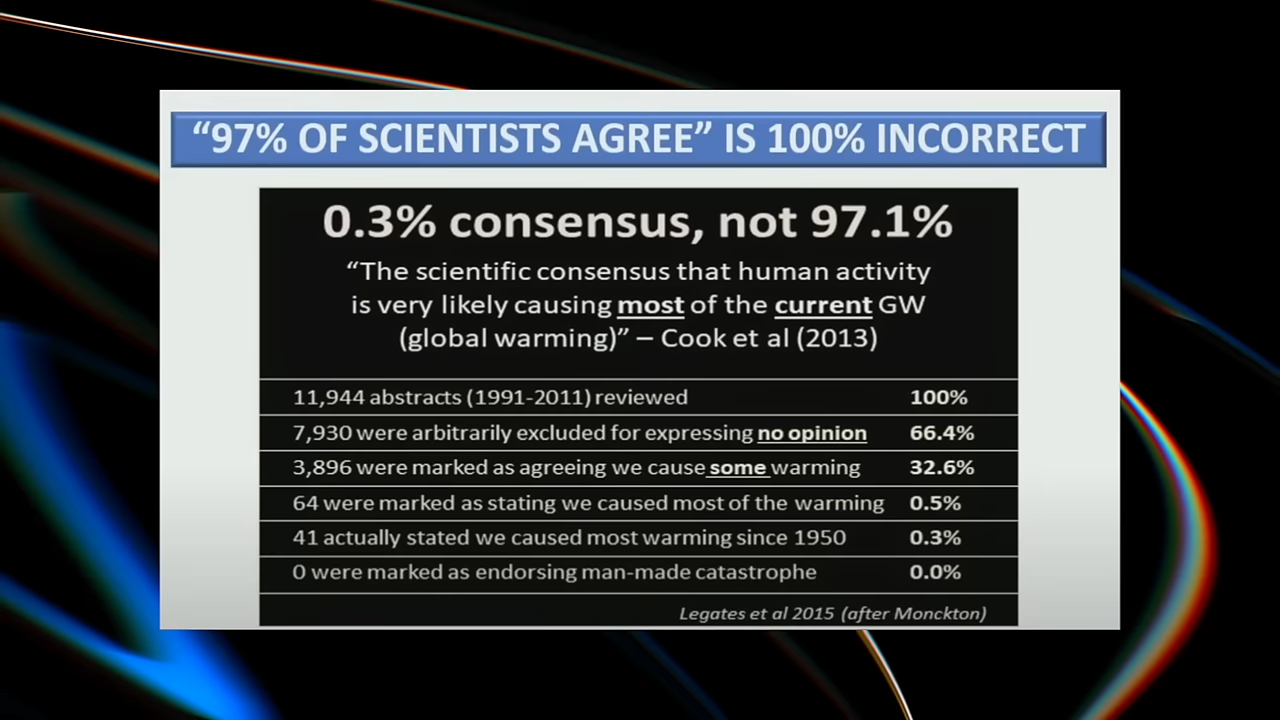 “97% OF SCIENTISTS AGREE” IS 100% INCORRECT
0.3% consensus, not 97.1%
“The scientific consensus that human activity
is very likely causing most of the current GW
(global warming)” – Cook et al (2013)
11,944 abstracts (1991-2011) reviewed 100%
7,930 were arbitrarily excluded for expressing no opinion 66.4%
3,896 were marked as agreeing we cause some warming 32.6%
64 were marked as stating we caused most of the warming 0.5%
41 actually stated we caused most warming since 1950 0.3%
0 were marked as endorsing man-made catastrophe 0.0%
Legates et al 2015 (after Monckton)